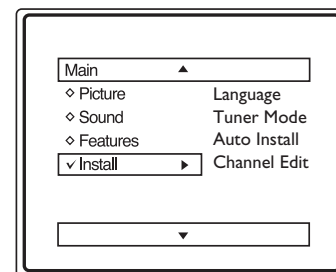 Main
Picture
Language
Sound
Tuner Mode
Features
Auto Install
Install
Channel Edit